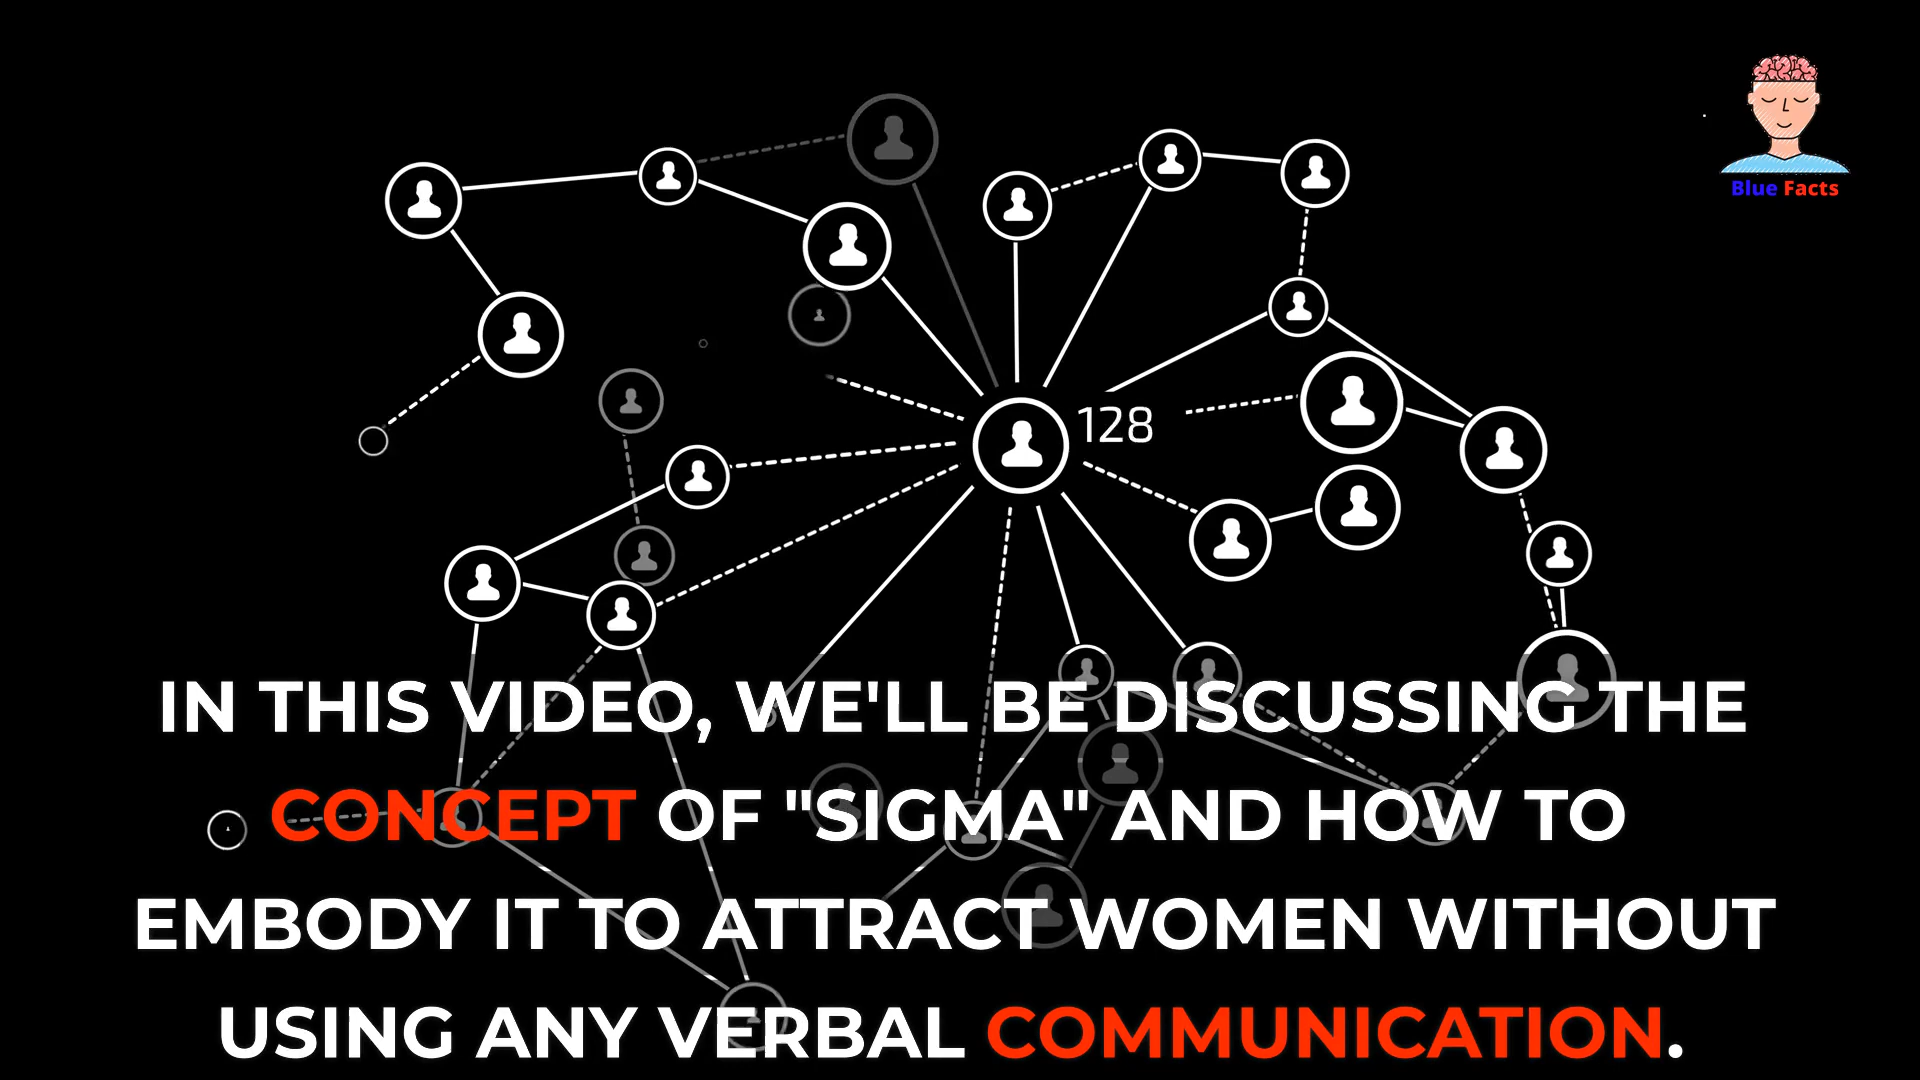 Blue Facts
128
IN THIS VIDEO, WE'LL BE DISCUSSING THE
CONCEPT OF "SIGMA" AND HOW TO
EMBODY IT TO ATTRACT WOMEN WITHOUT
USING ANY VERBAL COMMUNICATION.